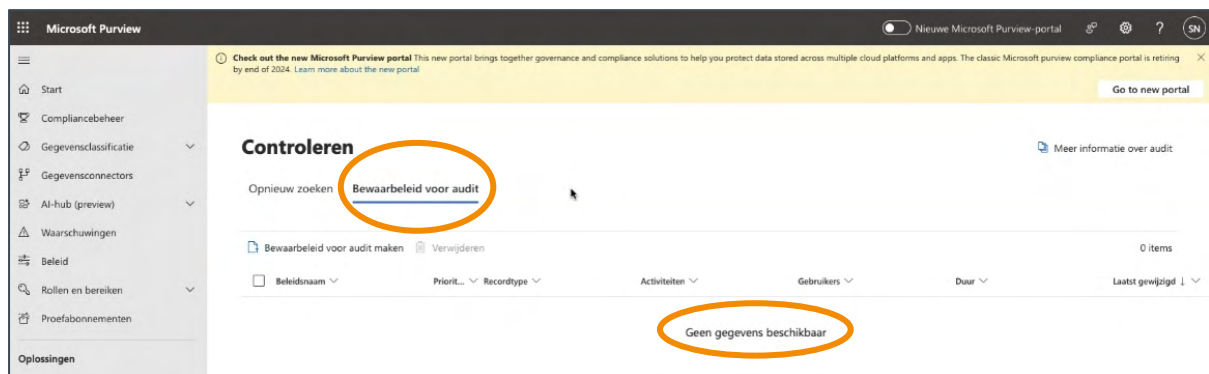 Microsoft Purview
Nieuwe Microsoft Purview-portal
?
SN
Check out the new Microsoft Purview portal This new portal brings together governance and compliance solutions to help you protect data stored across multiple cloud platforms and apps. The classic Microsoft purview compliance portal is retiring
by end of 2024. Learn more about the new portal
Go to new portal
Start
Compliancebeheer
Gegevensclassificatie
Gegevensconnectors
AI-hub (preview)
Waarschuwingen
Beleid
Rollen en bereiken
Proefabonnementen
Oplossingen
Controleren
Meer informatie over audit
Opnieuw zoeken
Bewaarbeleid voor audit
Bewaarbeleid voor audit maken
Verwijderen
0 items
Beleidsnaam
Priorit...
Recordtype
Activiteiten
Gebruikers
Duur
Laatst gewijzigd ↓
Geen gegevens beschikbaar